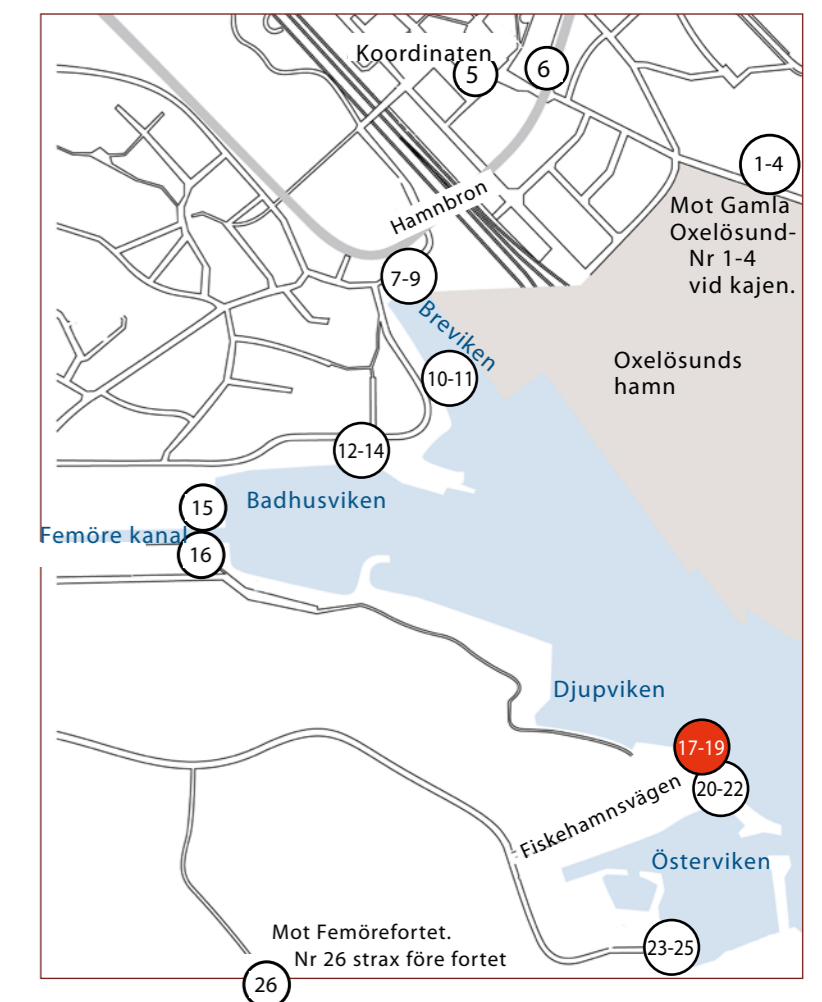 Koordinaten
5
6
1-4
Hamnbron
Mot Gamla
Oxelösund-
Nr 1-4
vid kajen.
7-9
Breviken
10-11
Oxelösunds
hamn
12-14
15
Badhusviken
Femöre kanal
16
Djupviken
17-19
20-22
Fiskehamnsvägen
Österviken
Mot Femörefortet.
Nr 26 strax före fortet
23-25
26